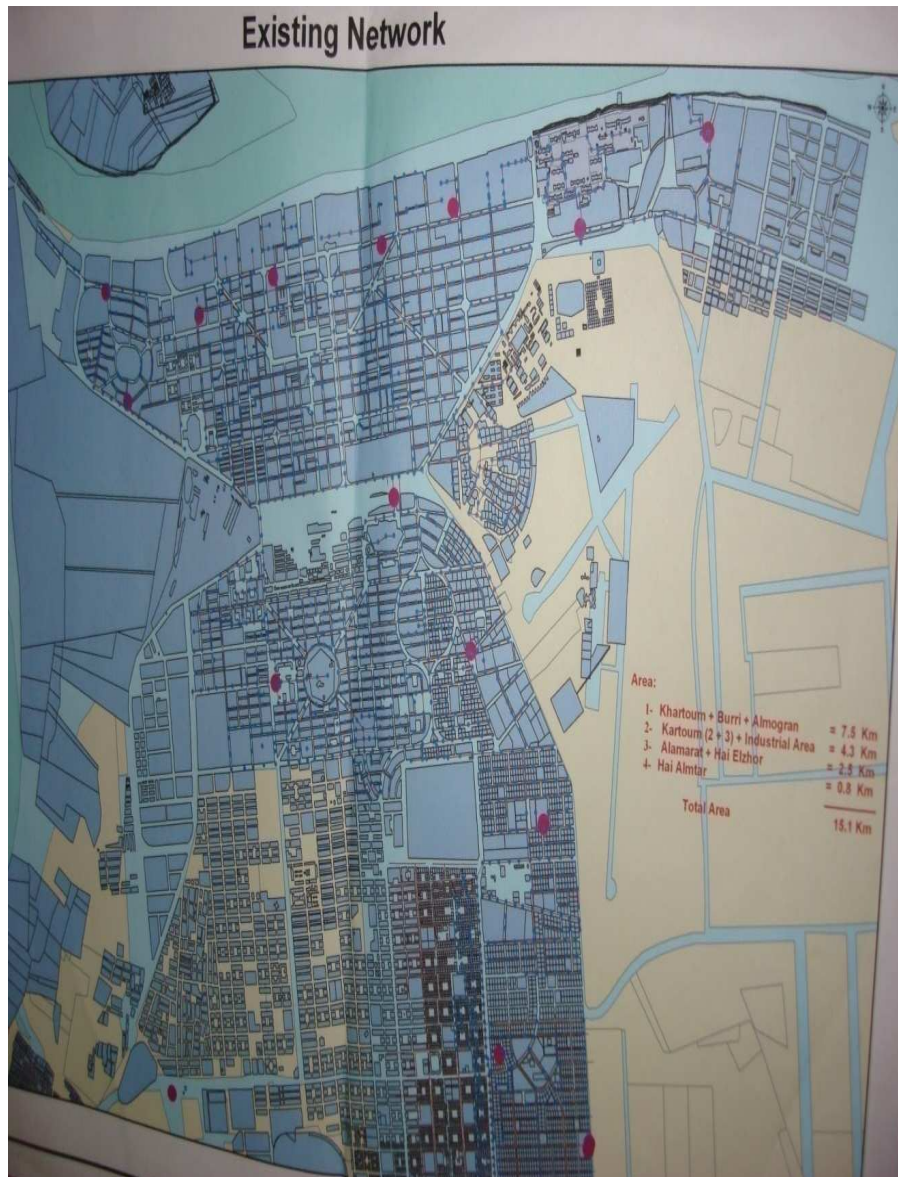 Existing Network
Area:
1- Khartoum + Burri + Almogran = 7.5 Km
2- Kartoum (2 + 3) + Industrial Area = 4.3 Km
3- Alamarat + Hai Elzhor = 2.5 Km
4- Hai Almtar = 0.8 Km
Total Area 15.1 Km